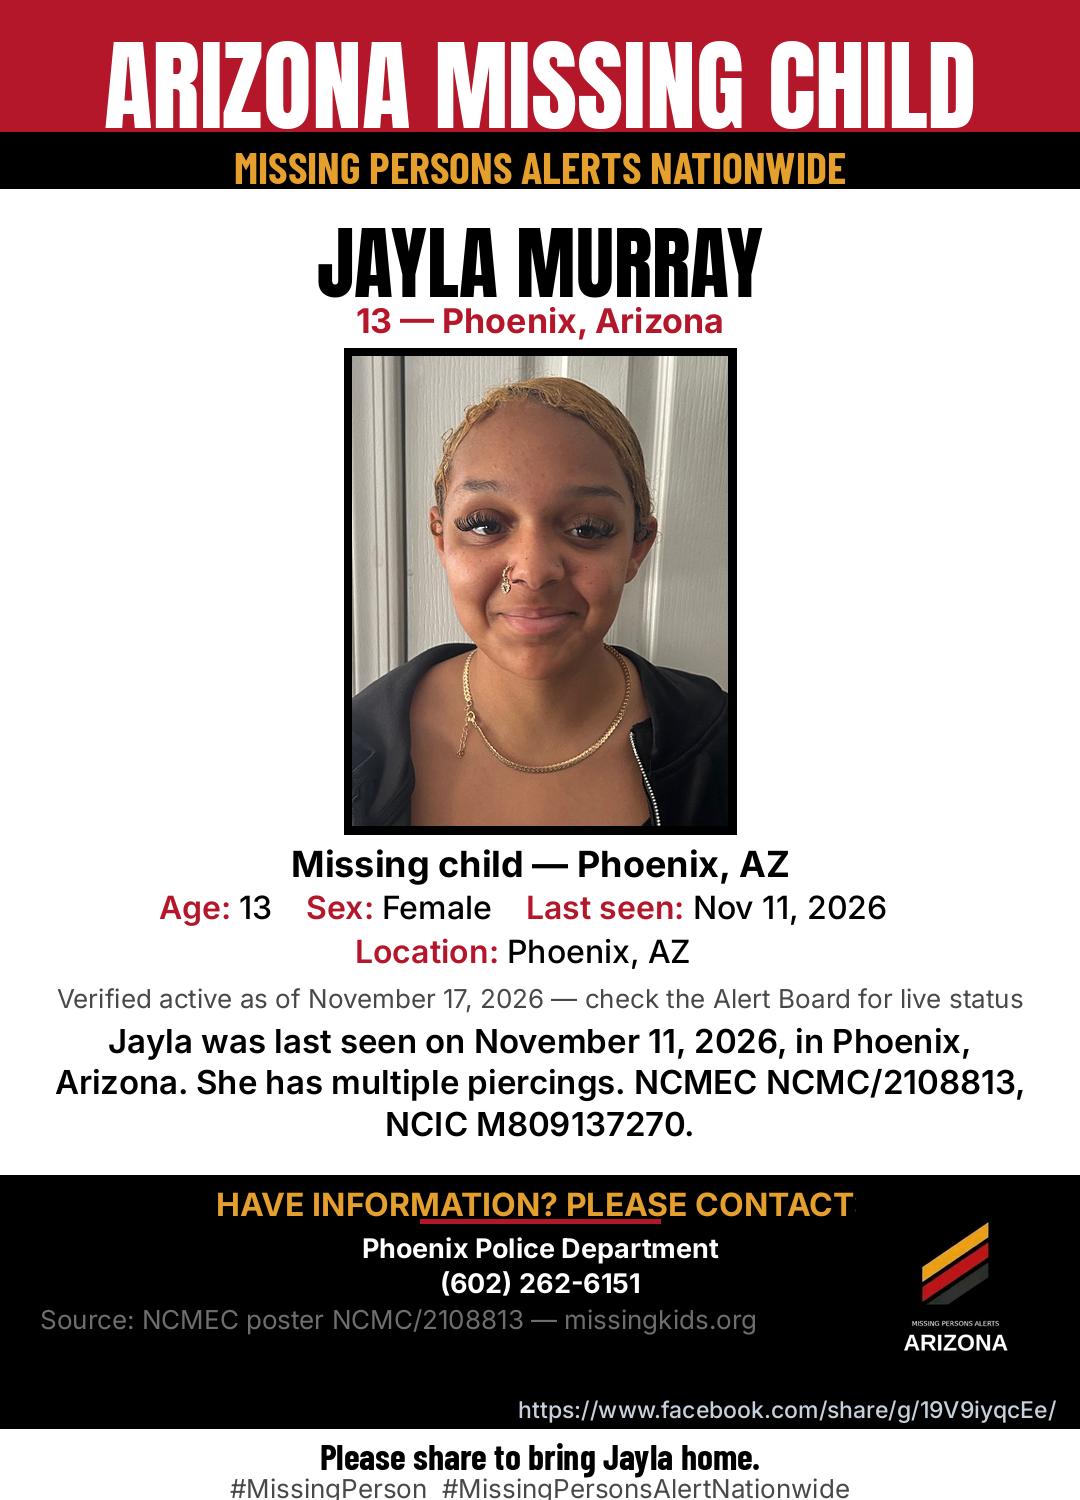 ARIZONA MISSING CHILD
MISSING PERSONS ALERTS NATIONWIDE
JAYLA MURRAY
13 — Phoenix, Arizona
Missing child — Phoenix, AZ
Age: 13 Sex: Female Last seen: Nov 11, 2026
Location: Phoenix, AZ
Verified active as of November 17, 2026 — check the Alert Board for live status
Jayla was last seen on November 11, 2026, in Phoenix,
Arizona. She has multiple piercings. NCMEC NCMC/2108813,
NCIC M809137270.
HAVE INFORMATION? PLEASE CONTACT:
Phoenix Police Department
(602) 262-6151
Source: NCMEC poster NCMC/2108813 — missingkids.org
MISSING PERSONS ALERTS
ARIZONA
https://www.facebook.com/share/g/19V9iyqcEe/
Please share to bring Jayla home.
#MissingPerson #MissingPersonsAlertNationwide